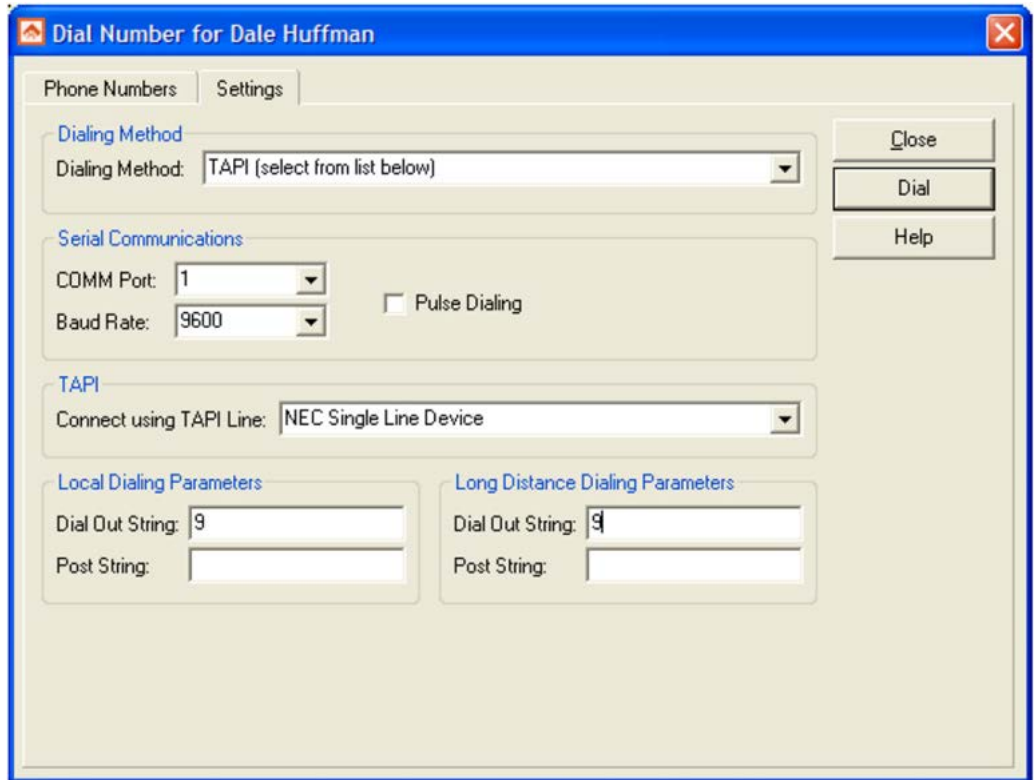 Dial Number for Dale Huffman
Phone Numbers Settings
Dialing Method
Dialing Method: TAPI (select from list below)
Close
Dial
Help
Serial Communications
COMM Port: 1
Pulse Dialing
Baud Rate: 9600
TAPI
Connect using TAPI Line: NEC Single Line Device
Local Dialing Parameters
Dial Out String: 9
Post String:
Long Distance Dialing Parameters
Dial Out String: 9
Post String: